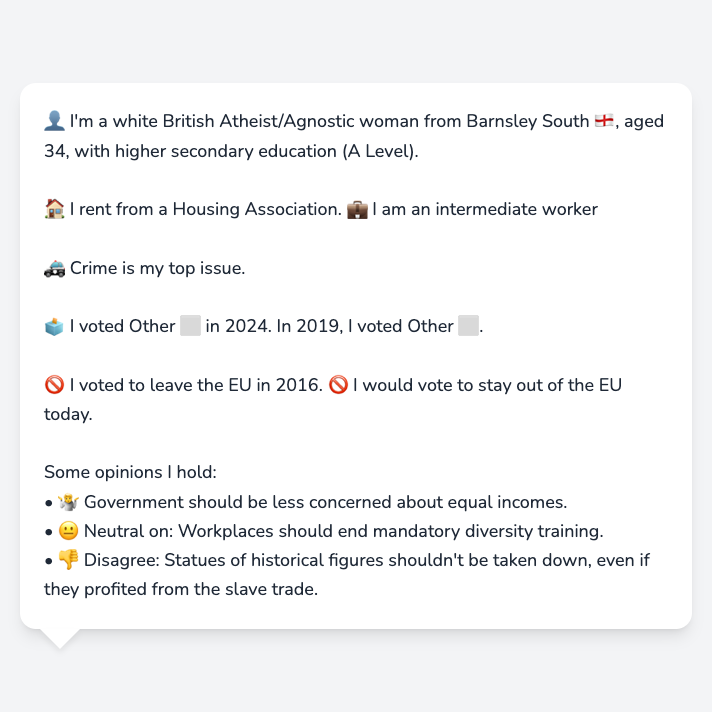 👤 I'm a white British Atheist/Agnostic woman from Barnsley South 🏴󠁧󠁢󠁥󠁮󠁧󠁿, aged
34, with higher secondary education (A Level).
🏠 I rent from a Housing Association. 💼 I am an intermediate worker
🚓 Crime is my top issue.
🗳️ I voted Other ⬜ in 2024. In 2019, I voted Other ⬜.
🚫 I voted to leave the EU in 2016. 🚫 I would vote to stay out of the EU
today.
Some opinions I hold:
• 🤷 Government should be less concerned about equal incomes.
• 😐 Neutral on: Workplaces should end mandatory diversity training.
• 👎 Disagree: Statues of historical figures shouldn't be taken down, even if
they profited from the slave trade.